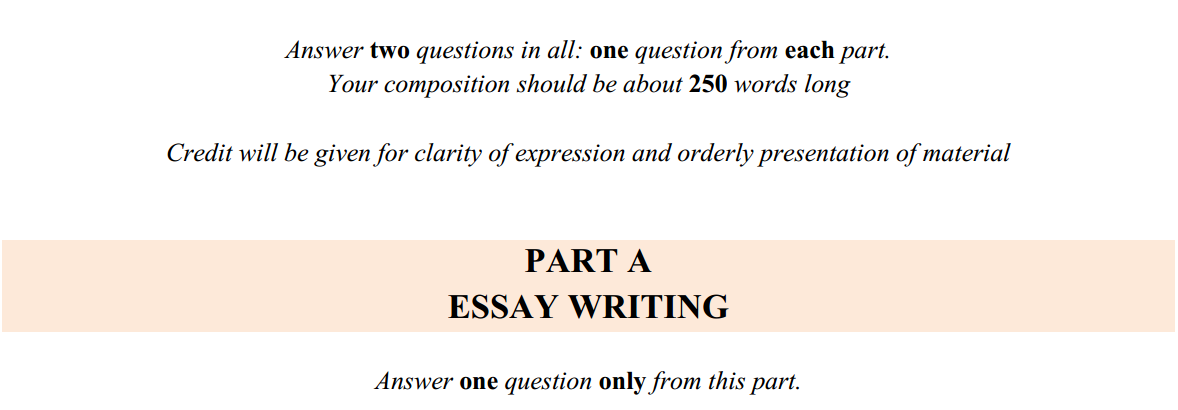 Answer two questions in all: one question from each part.
Your composition should be about 250 words long
Credit will be given for clarity of expression and orderly presentation of material
PART A
ESSAY WRITING
Answer one question only from this part.